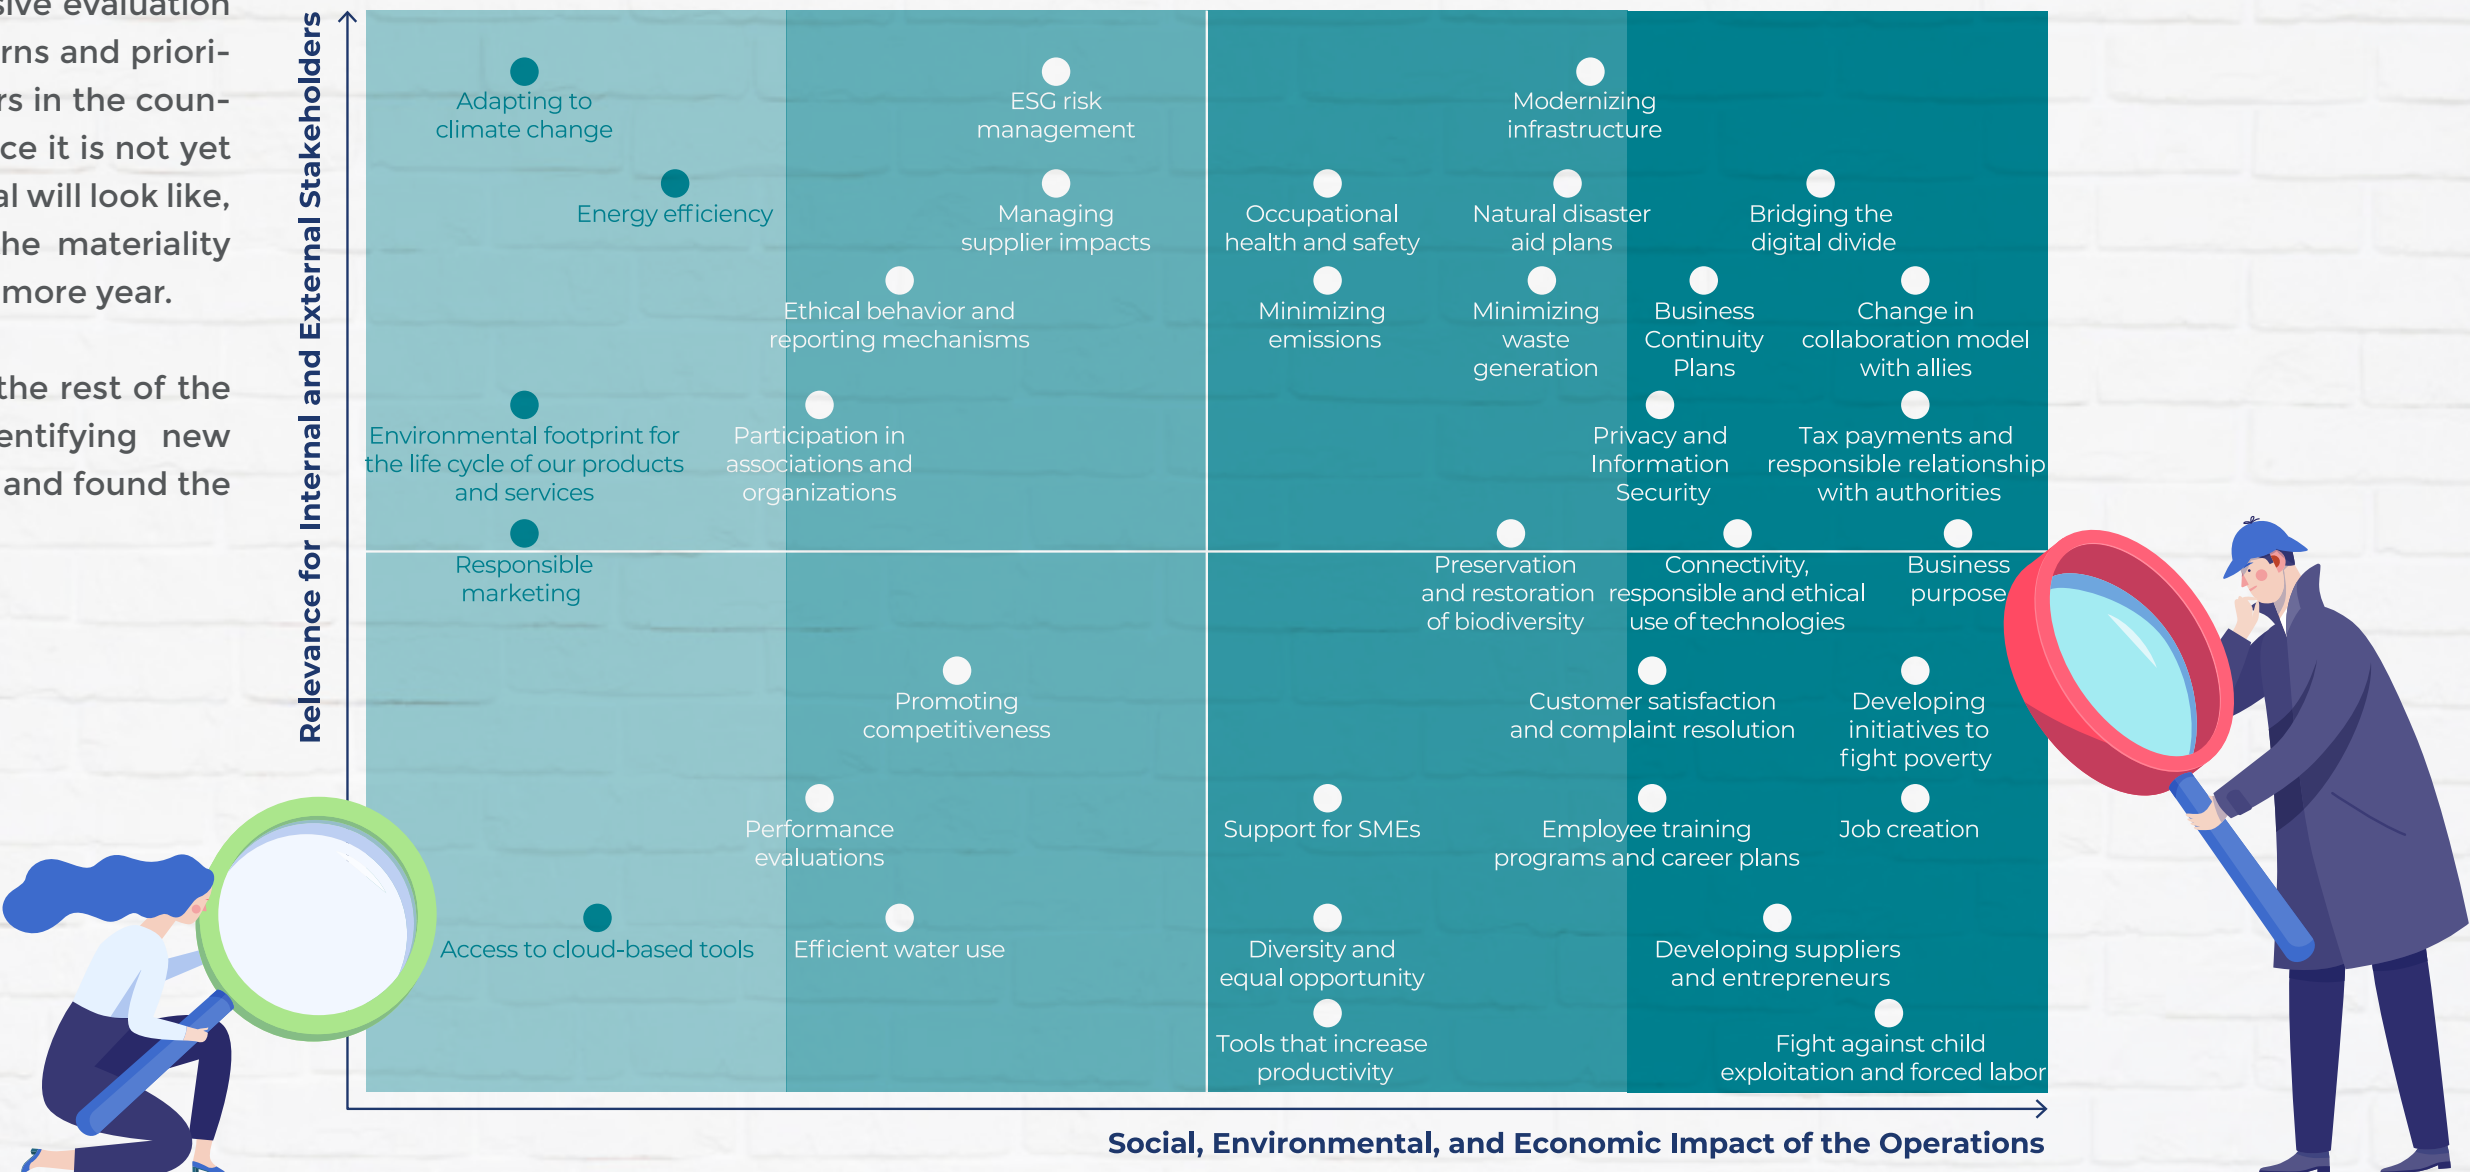 sive evaluation
rns and priori-
rs in the coun-
ce it is not yet
al will look like,
he materiality
more year.
the rest of the
entifying new
and found the
Relevance for Internal and External Stakeholders
Adapting to
climate change
ESG risk
management
Modernizing
infrastructure
Energy efficiency
Managing
supplier impacts
Occupational
health and safety
Natural disaster
aid plans
Bridging the
digital divide
Ethical behavior and
reporting mechanisms
Minimizing
emissions
Minimizing
waste
generation
Business
Continuity
Plans
Change in
collaboration model
with allies
Environmental footprint for
the life cycle of our products
and services
Participation in
associations and
organizations
Privacy and
Information
Security
Tax payments and
responsible relationship
with authorities
Responsible
marketing
Preservation
and restoration
of biodiversity
Connectivity,
responsible and ethical
use of technologies
Business
purpose
Promoting
competitiveness
Customer satisfaction
and complaint resolution
Developing
initiatives to
fight poverty
Performance
evaluations
Support for SMEs
Employee training
programs and career plans
Job creation
Access to cloud-based tools
Efficient water use
Diversity and
equal opportunity
Developing suppliers
and entrepreneurs
Tools that increase
productivity
Fight against child
exploitation and forced labor
Social, Environmental, and Economic Impact of the Operations